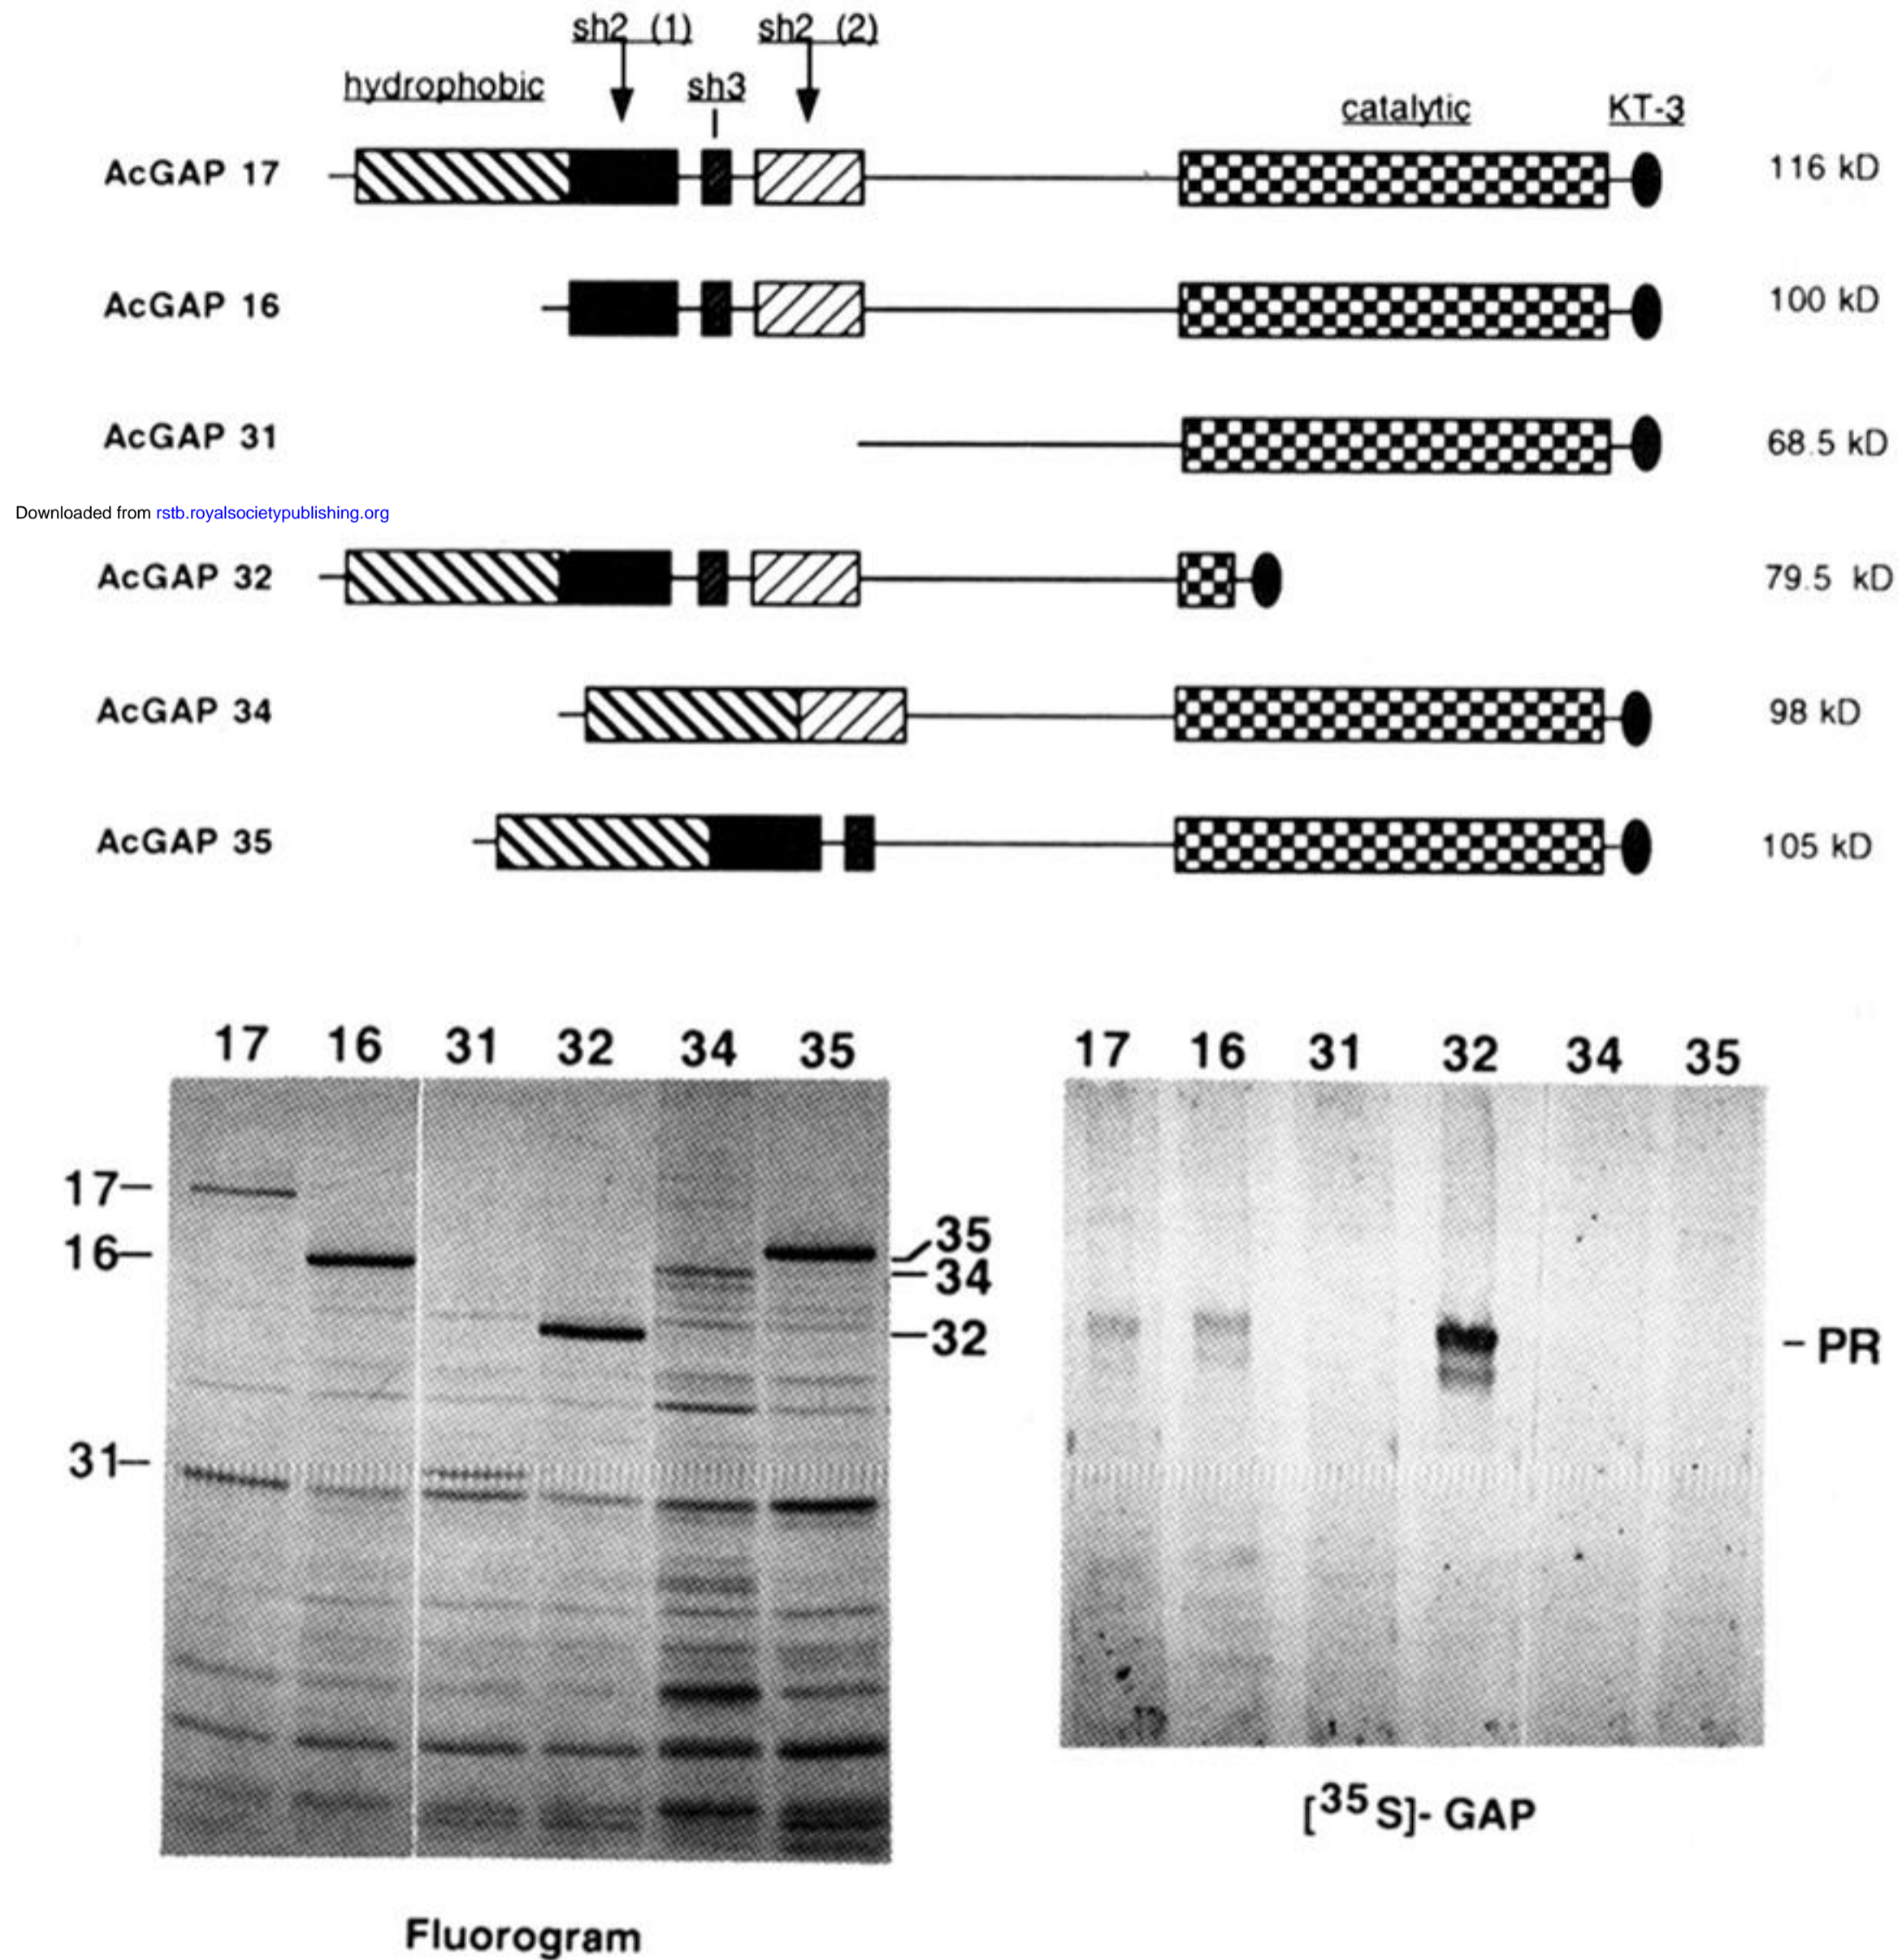 sh2 (1) sh2 (2)
hydrophobic sh3 catalytic KT-3
AcGAP 17 116 kD
AcGAP 16 100 kD
AcGAP 31 68.5 kD
Downloaded from rstb.royalsocietypublishing.org
AcGAP 32 79.5 kD
AcGAP 34 98 kD
AcGAP 35 105 kD
17 16 31 32 34 35
17 16 31 32 34 35
17–
16–
31–
35
–34
–32
– PR
[35S]- GAP
Fluorogram